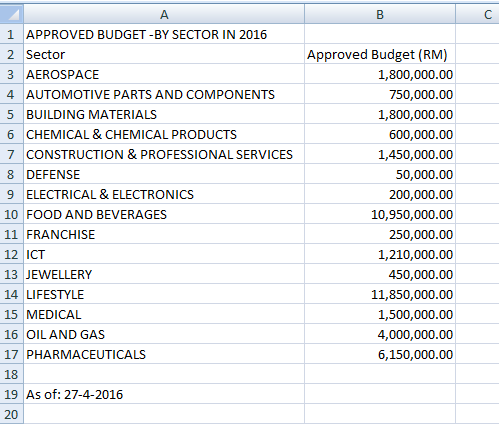 A B C
1 APPROVED BUDGET -BY SECTOR IN 2016
2 Sector Approved Budget (RM)
3 AEROSPACE 1,800,000.00
4 AUTOMOTIVE PARTS AND COMPONENTS 750,000.00
5 BUILDING MATERIALS 1,800,000.00
6 CHEMICAL & CHEMICAL PRODUCTS 600,000.00
7 CONSTRUCTION & PROFESSIONAL SERVICES 1,450,000.00
8 DEFENSE 50,000.00
9 ELECTRICAL & ELECTRONICS 200,000.00
10 FOOD AND BEVERAGES 10,950,000.00
11 FRANCHISE 250,000.00
12 ICT 1,210,000.00
13 JEWELLERY 450,000.00
14 LIFESTYLE 11,850,000.00
15 MEDICAL 1,500,000.00
16 OIL AND GAS 4,000,000.00
17 PHARMACEUTICALS 6,150,000.00
18
19 As of: 27-4-2016
20